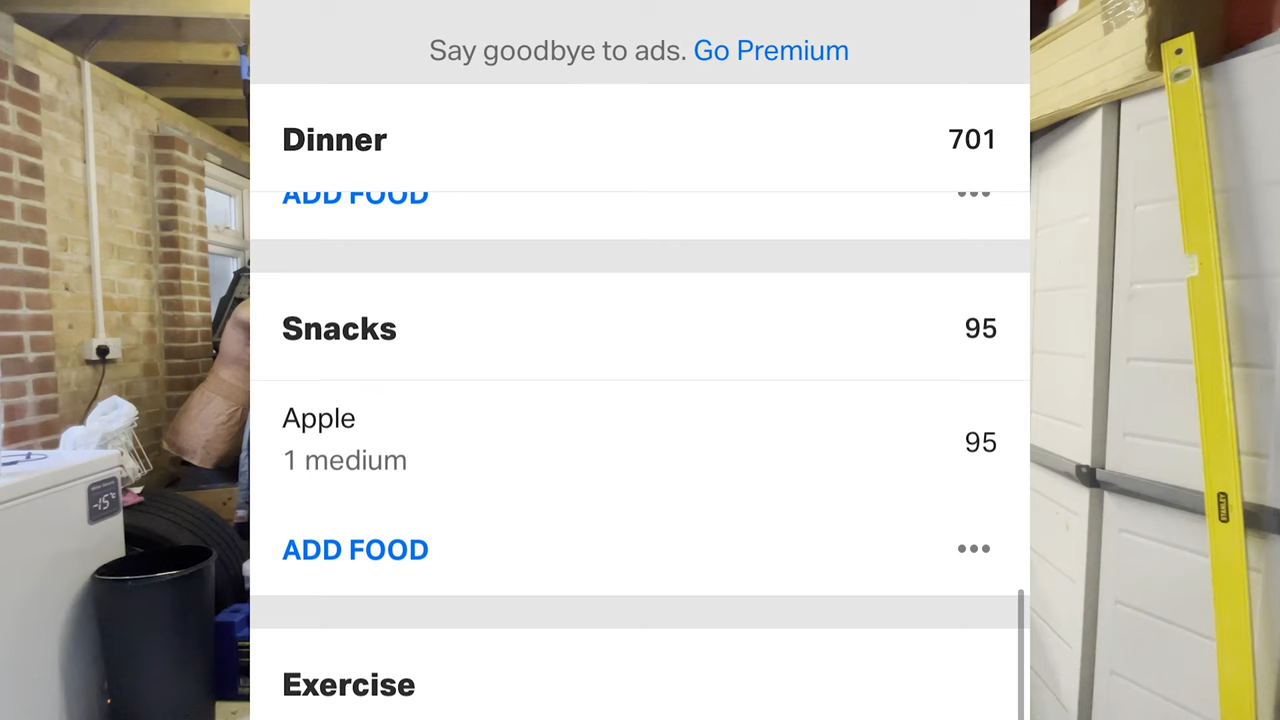 Say goodbye to ads. Go Premium
Dinner 701
ADD FOOD
Snacks 95
Apple
1 medium
95
ADD FOOD
Exercise
-15°c
STANLEY